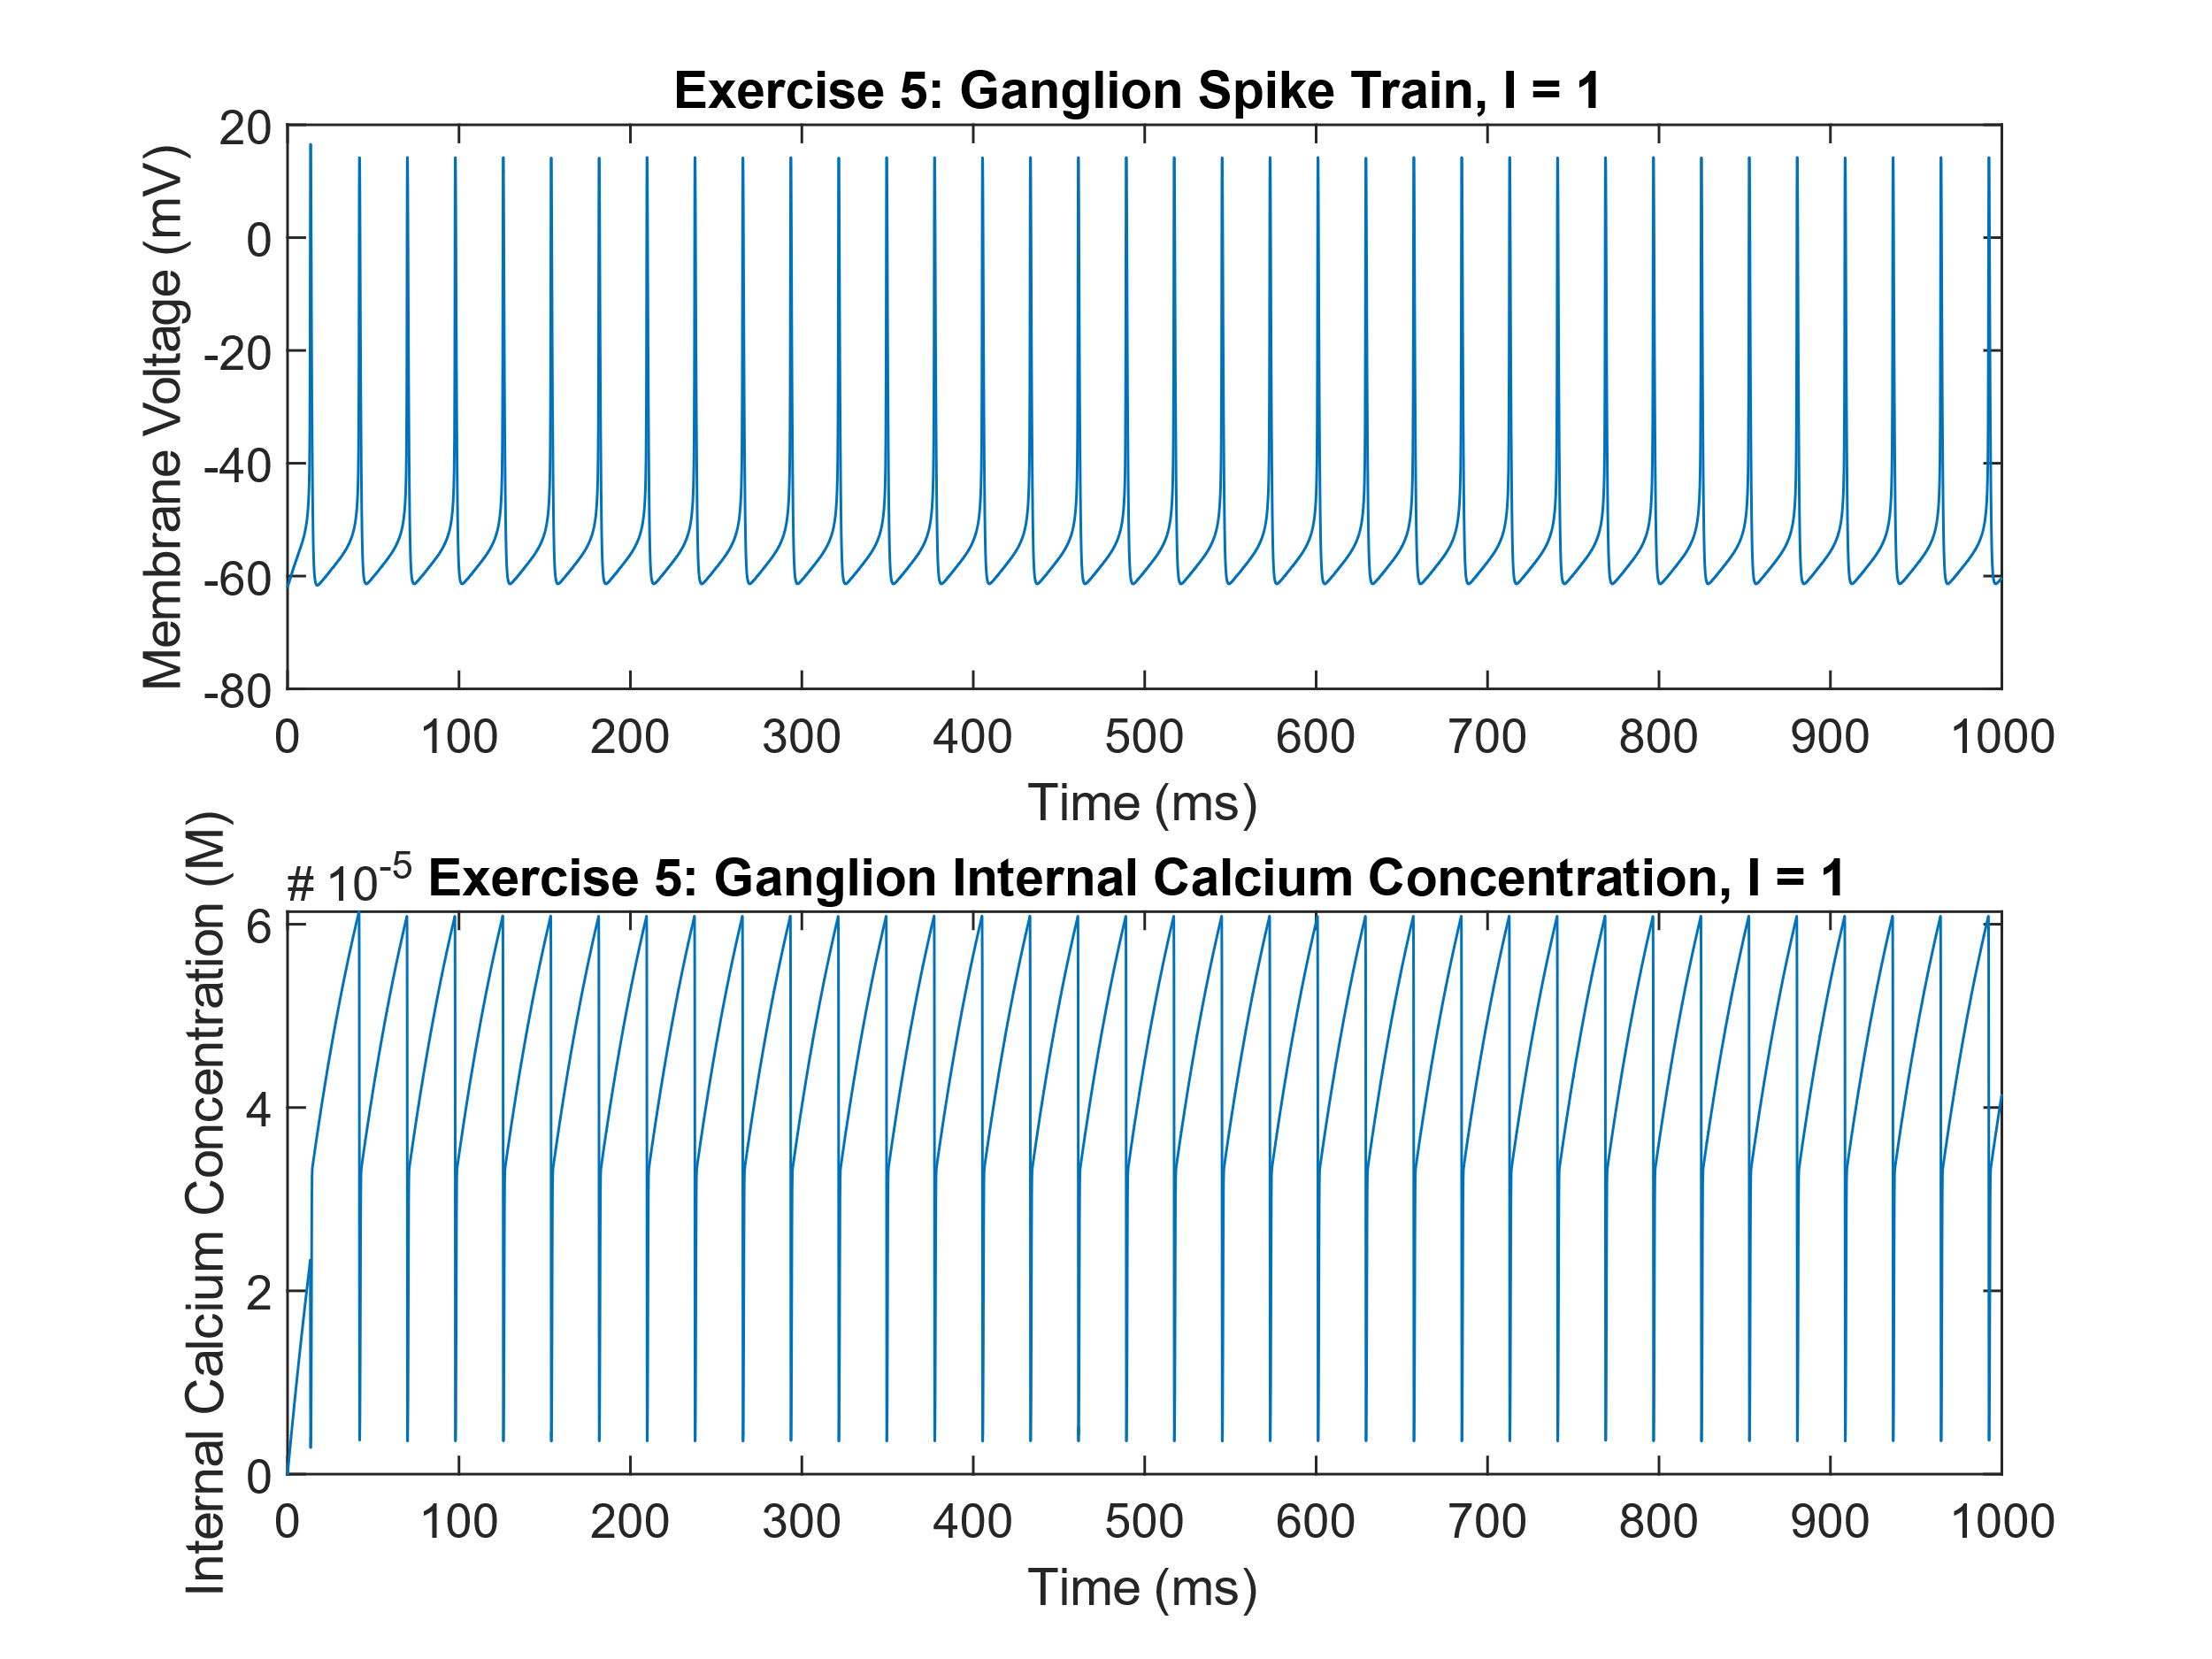 Exercise 5: Ganglion Spike Train, I = 1
Membrane Voltage (mV)
20
0
-20
-40
-60
-80
0 100 200 300 400 500 600 700 800 900 1000
Time (ms)
# 10-5
Exercise 5: Ganglion Internal Calcium Concentration, I = 1
Internal Calcium Concentration (M)
6
4
2
0
0 100 200 300 400 500 600 700 800 900 1000
Time (ms)